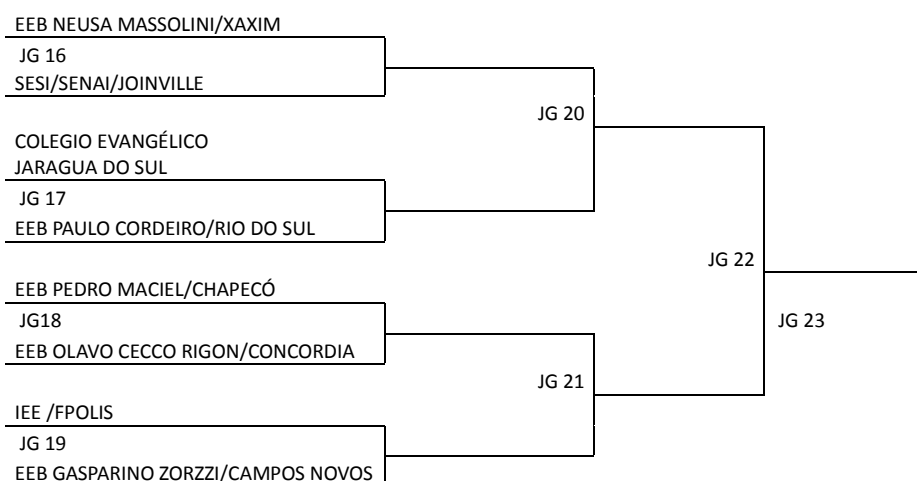 EEB NEUSA MASSOLINI/XAXIM
JG 16
SESI/SENAI/JOINVILLE
JG 20
COLEGIO EVANGÉLICO
JARAGUA DO SUL
JG 17
EEB PAULO CORDEIRO/RIO DO SUL
JG 22
EEB PEDRO MACIEL/CHAPECÓ
JG18
JG 23
EEB OLAVO CECCO RIGON/CONCORDIA
JG 21
IEE /FPOLIS
JG 19
EEB GASPARINO ZORZZI/CAMPOS NOVOS